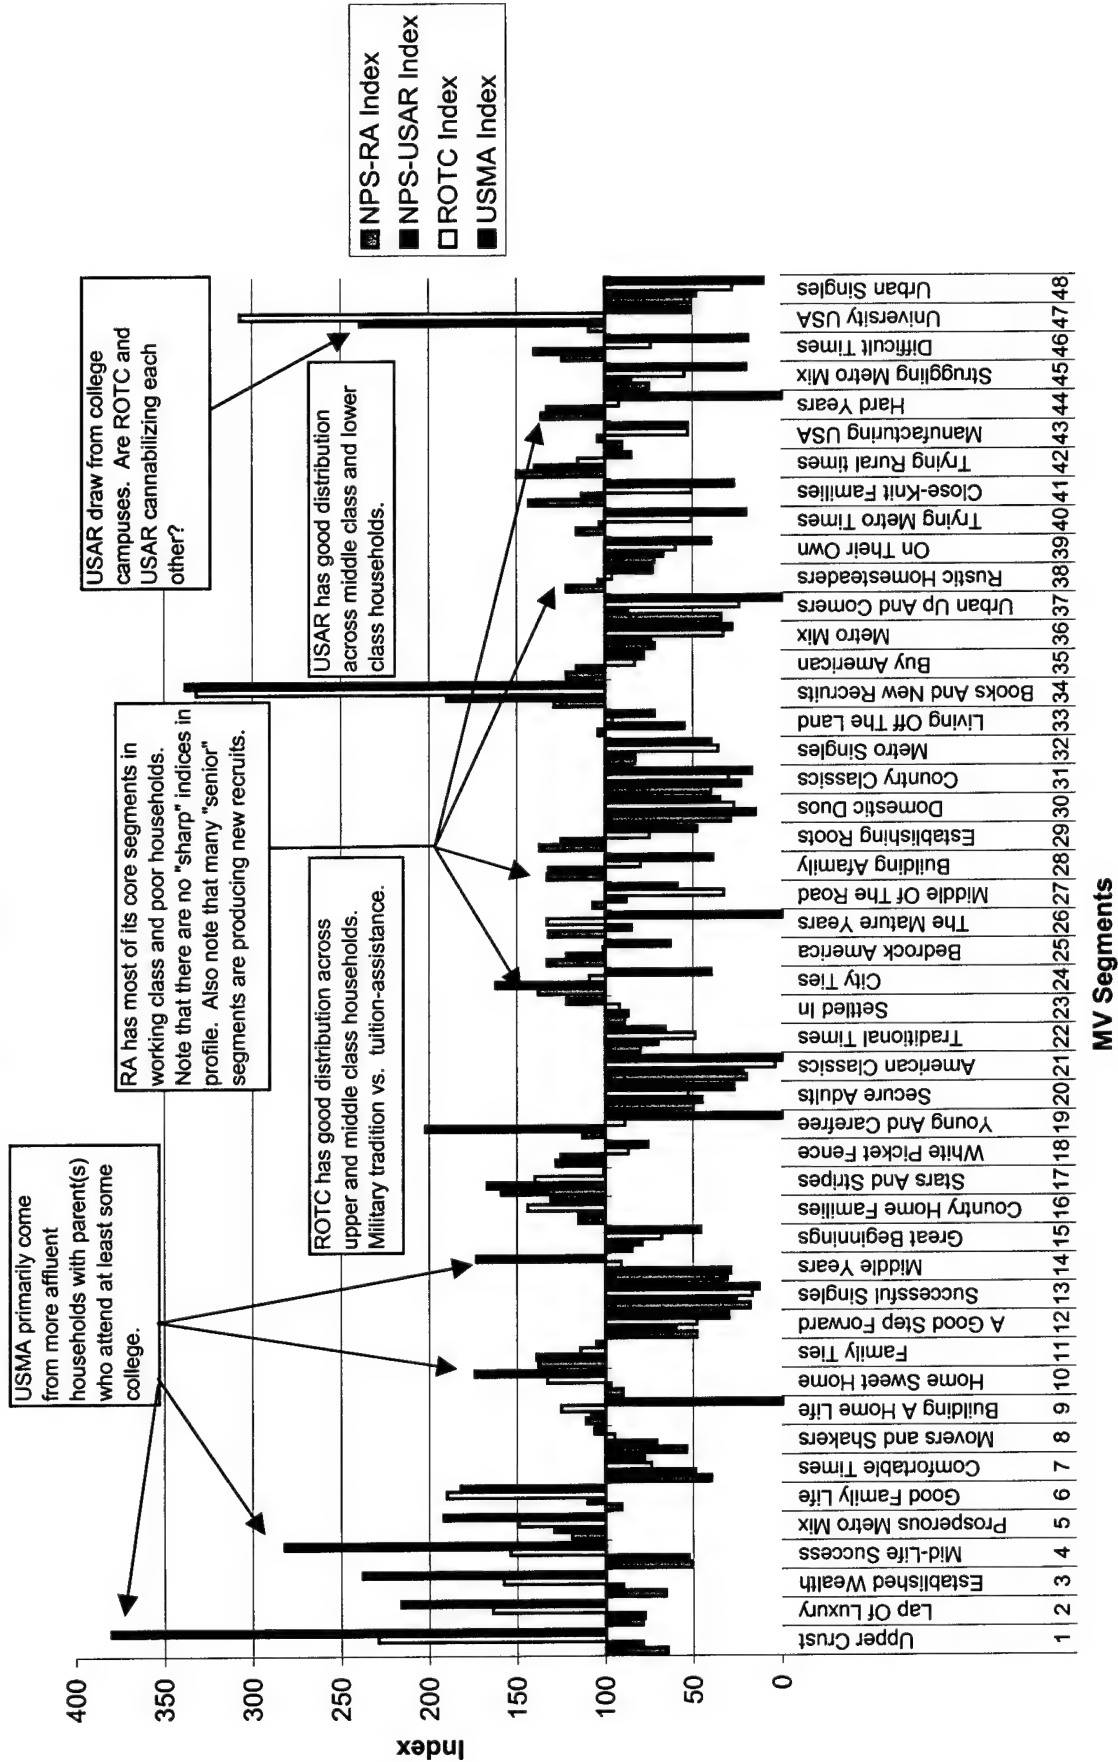 USMA primarily come
from more affluent
households with parent(s)
who attend at least some
college.
RA has most of its core segments in
working class and poor households.
Note that there are no "sharp" indices in
profile. Also note that many "senior"
segments are producing new recruits.
USAR draw from college
campuses. Are ROTC and
USAR cannabilizing each
other?
ROTC has good distribution across
upper and middle class households.
Military tradition vs. tuition-assistance.
USAR has good distribution
across middle class and lower
class households.
NPS-RA Index
NPS-USAR Index
ROTC Index
USMA Index
Index
400
350
300
250
200
150
100
50
0
Upper Crust
Lap Of Luxury
Established Wealth
Mid-Life Success
Prosperous Metro Mix
Good Family Life
Comfortable Times
Movers and Shakers
Building A Home Life
Home Sweet Home
Family Ties
A Good Step Forward
Successful Singles
Middle Years
Great Beginnings
Country Home Families
Stars And Stripes
White Picket Fence
Young And Carefree
Secure Adults
American Classics
Traditional Times
Settled In
City Ties
Bedrock America
The Mature Years
Middle Of The Road
Building Afamily
Establishing Roots
Domestic Duos
Country Classics
Metro Singles
Living Off The Land
Books And New Recruits
Buy American
Metro Mix
Urban Up And Comers
Rustic Homesteaders
On Their Own
Trying Metro Times
Close-Knit Families
Trying Rural times
Manufacturing USA
Hard Years
Struggling Metro Mix
Difficult Times
University USA
Urban Singles
1 2 3 4 5 6 7 8 9 10 11 12 13 14 15 16 17 18 19 20 21 22 23 24 25 26 27 28 29 30 31 32 33 34 35 36 37 38 39 40 41 42 43 44 45 46 47 48
MV Segments